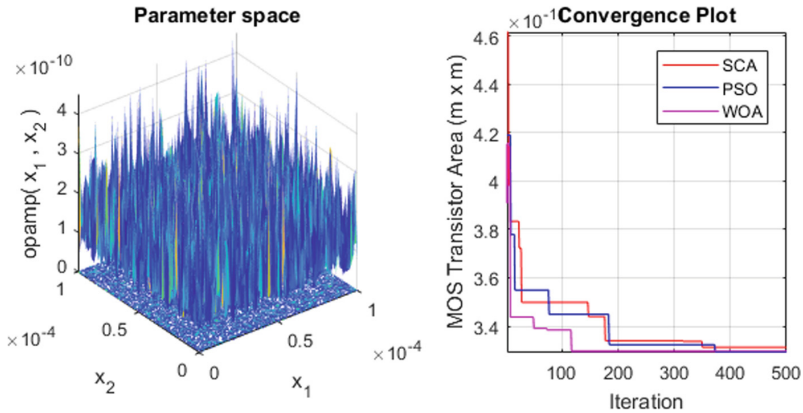 Parameter space
× 10⁻¹⁰
4
3
2
1
0
opamp( x₁ , x₂ )
1
0.5
0
× 10⁻⁴
x₂
0
0.5
1
× 10⁻⁴
x₁
Convergence Plot
4.6
4.4
4.2
4
3.8
3.6
3.4
MOS Transistor Area (m x m)
SCA
PSO
WOA
100
200
300
400
500
Iteration